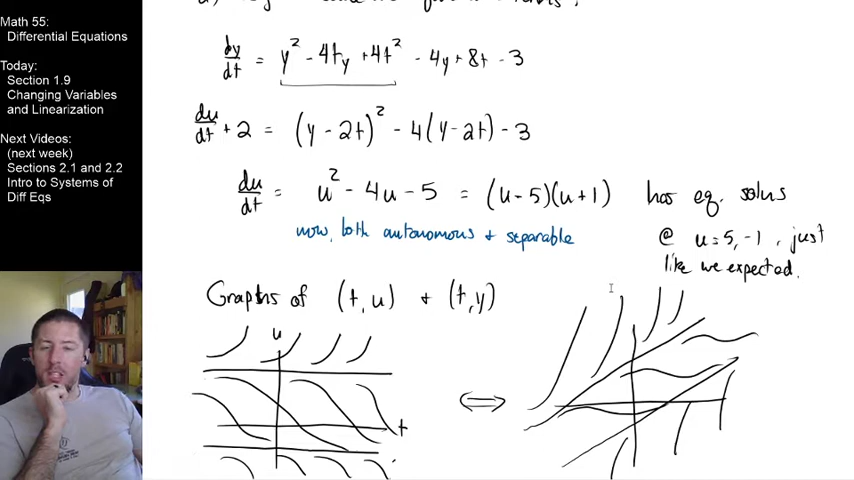 Math 55:
Differential Equations
Today:
Section 1.9
Changing Variables
and Linearization
Next Videos:
(next week)
Sections 2.1 and 2.2
Intro to Systems of
Diff Eqs
dy/dt = y² - 4ty + 4t² - 4y + 8t - 3
du/dt + 2 = (y - 2t)² - 4(y - 2t) - 3
du/dt = u² - 4u - 5 = (u - 5)(u + 1) has eq. solns
@ u = 5, -1, just
like we expected.
now, both autonomous + separable
Graphs of (t, u) + (t, y)
u
t